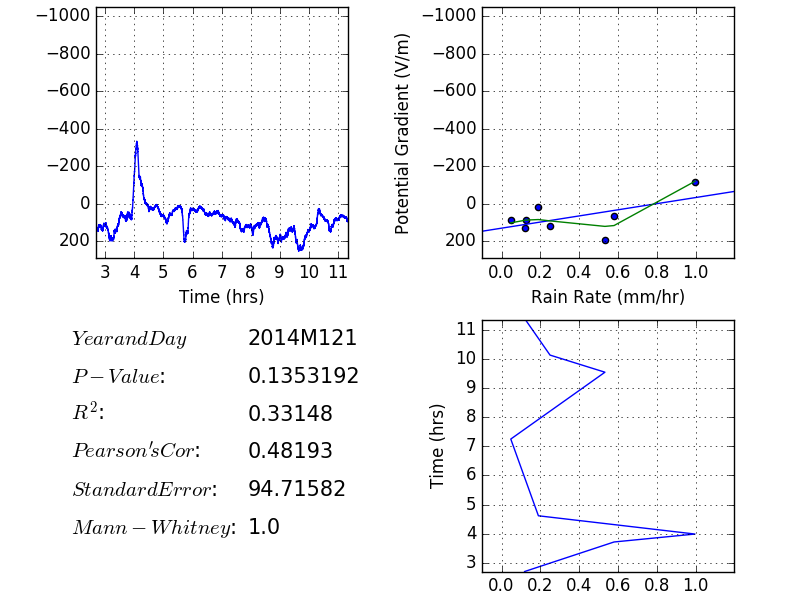 −1000
−800
−600
−400
−200
0
200
3 4 5 6 7 8 9 10 11
Time (hrs)
−1000
−800
−600
−400
−200
0
200
Potential Gradient (V/m)
0.0 0.2 0.4 0.6 0.8 1.0
Rain Rate (mm/hr)
YearandDay 2014M121
P−Value: 0.1353192
R²: 0.33148
Pearson'sCor: 0.48193
StandardError: 94.71582
Mann−Whitney: 1.0
11
10
9
8
7
6
5
4
3
Time (hrs)
0.0 0.2 0.4 0.6 0.8 1.0